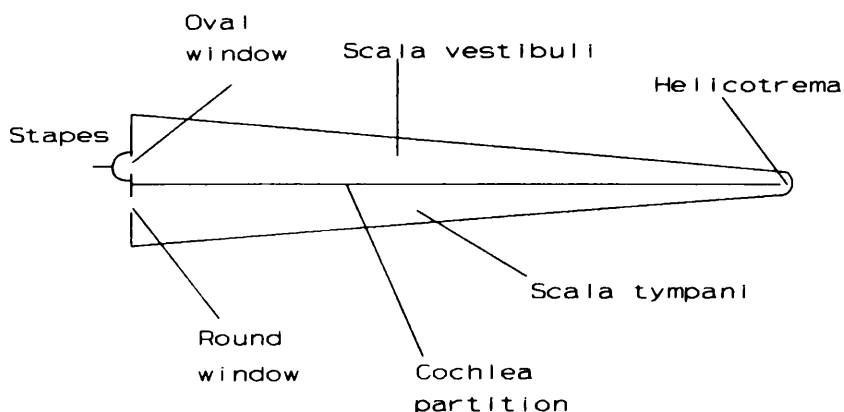 Oval
window
Scala vestibuli
Helicotrema
Stapes
Scala tympani
Round
window
Cochlea
partition